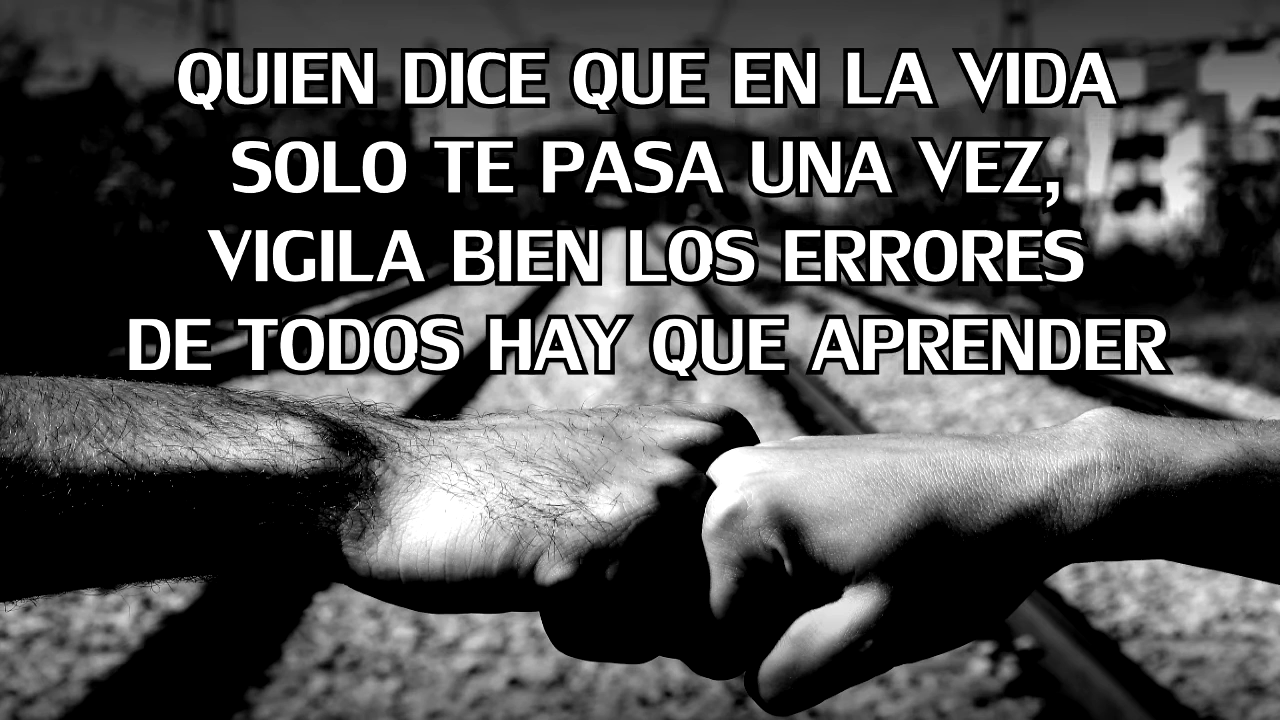 QUIEN DICE QUE EN LA VIDA
SOLO TE PASA UNA VEZ,
VIGILA BIEN LOS ERRORES
DE TODOS HAY QUE APRENDER